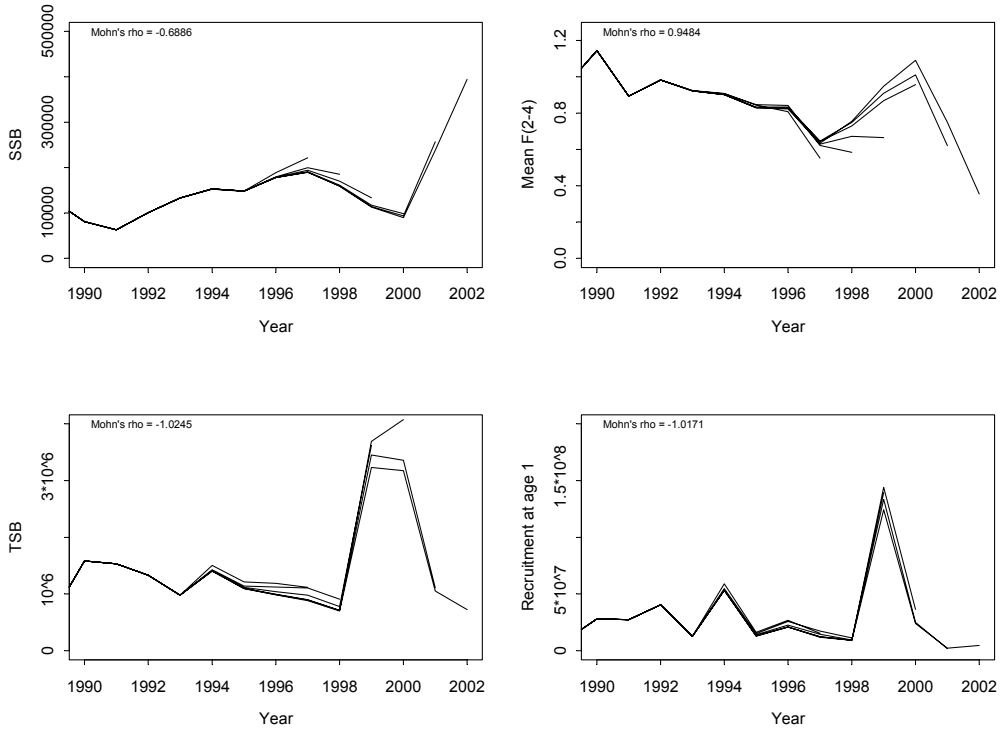 Mohn's rho = -0.6886
SSB
0
100000
300000
500000
1990 1992 1994 1996 1998 2000 2002
Year
Mohn's rho = 0.9484
Mean F(2-4)
0.0
0.4
0.8
1.2
1990 1992 1994 1996 1998 2000 2002
Year
Mohn's rho = -1.0245
TSB
0
10^6
3*10^6
1990 1992 1994 1996 1998 2000 2002
Year
Mohn's rho = -1.0171
Recruitment at age 1
0
5*10^7
1.5*10^8
1990 1992 1994 1996 1998 2000 2002
Year